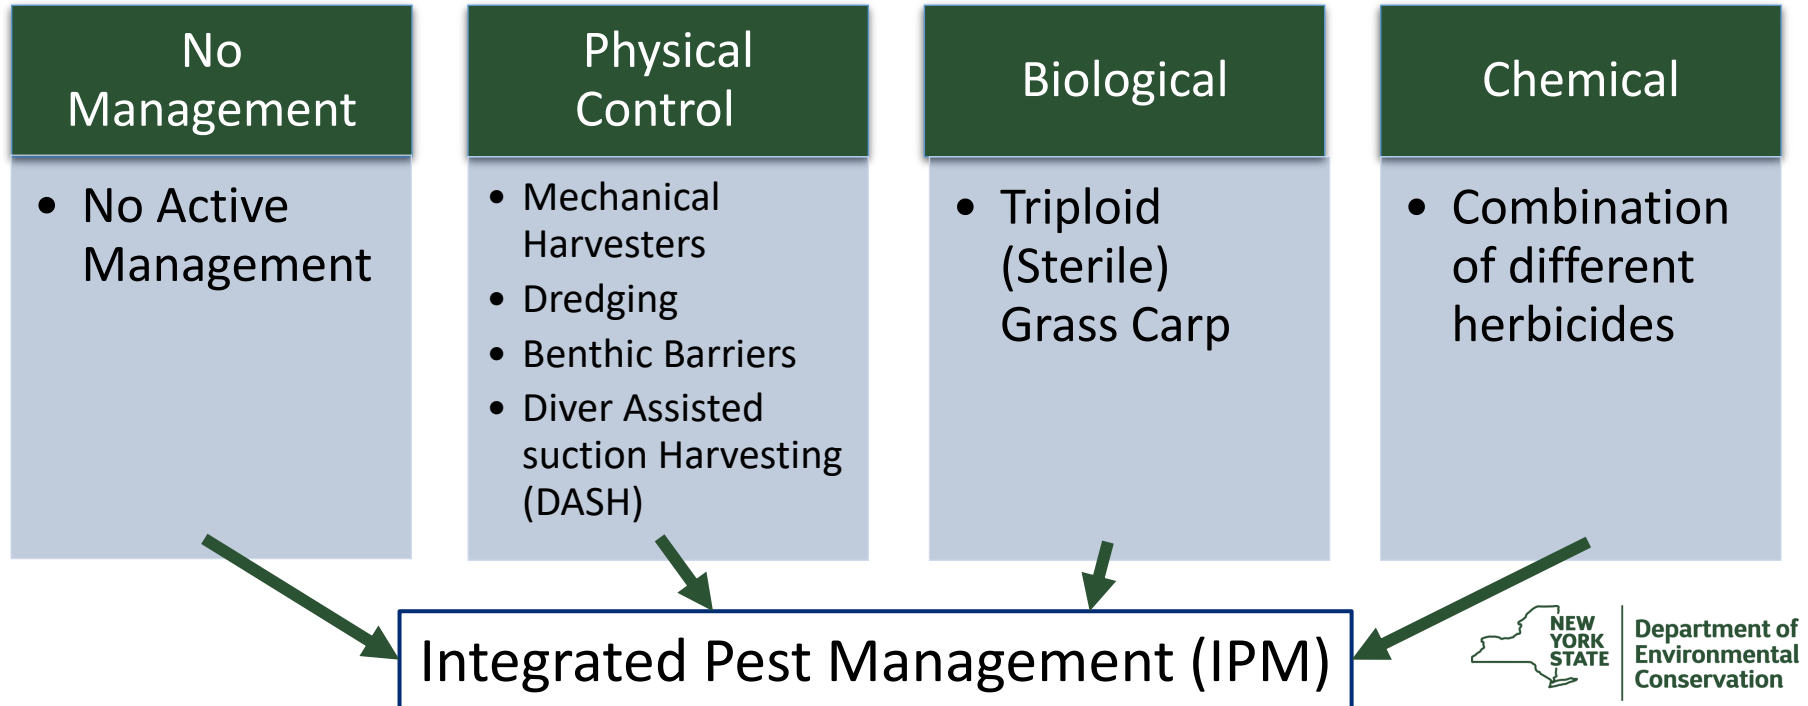 No
Management
• No Active
Management
Physical
Control
• Mechanical
Harvesters
• Dredging
• Benthic Barriers
• Diver Assisted
suction Harvesting
(DASH)
Biological
• Triploid
(Sterile)
Grass Carp
Chemical
• Combination
of different
herbicides
Integrated Pest Management (IPM)
NEW
YORK
STATE
Department of
Environmental
Conservation